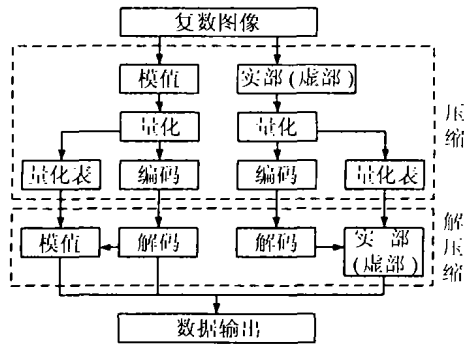 复数图像
模值 实部(虚部)
量化 量化
量化表 编码 编码 量化表
压缩
模值 解码 解码 实部(虚部)
解压缩
数据输出